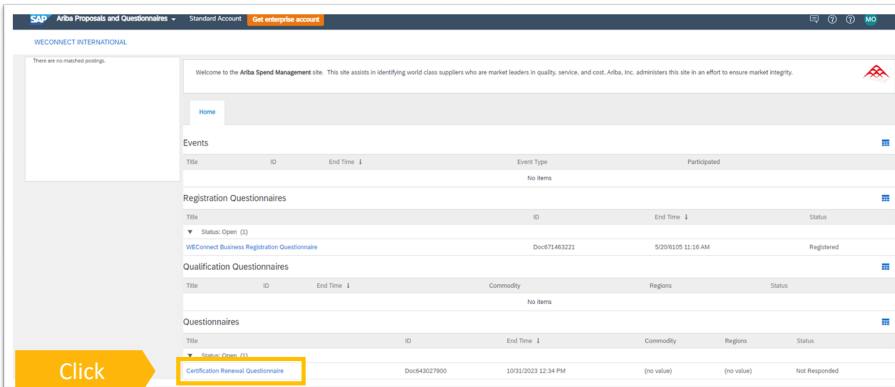 SAP Ariba Proposals and Questionnaires Standard Account Get enterprise account MO
WECONNECT INTERNATIONAL
There are no matched postings.
Welcome to the Ariba Spend Management site. This site assists in identifying world class suppliers who are market leaders in quality, service, and cost. Ariba, Inc. administers this site in an effort to ensure market integrity.
Home
Events
Title ID End Time ↓ Event Type Participated
No items
Registration Questionnaires
Title ID End Time ↓ Status
▼ Status: Open (1)
WEConnect Business Registration Questionnaire Doc671463221 5/20/6105 11:16 AM Registered
Qualification Questionnaires
Title ID End Time ↓ Commodity Regions Status
No items
Questionnaires
Title ID End Time ↓ Commodity Regions Status
▼ Status: Open (1)
Click
Certification Renewal Questionnaire Doc643027900 10/31/2023 12:34 PM (no value) (no value) Not Responded